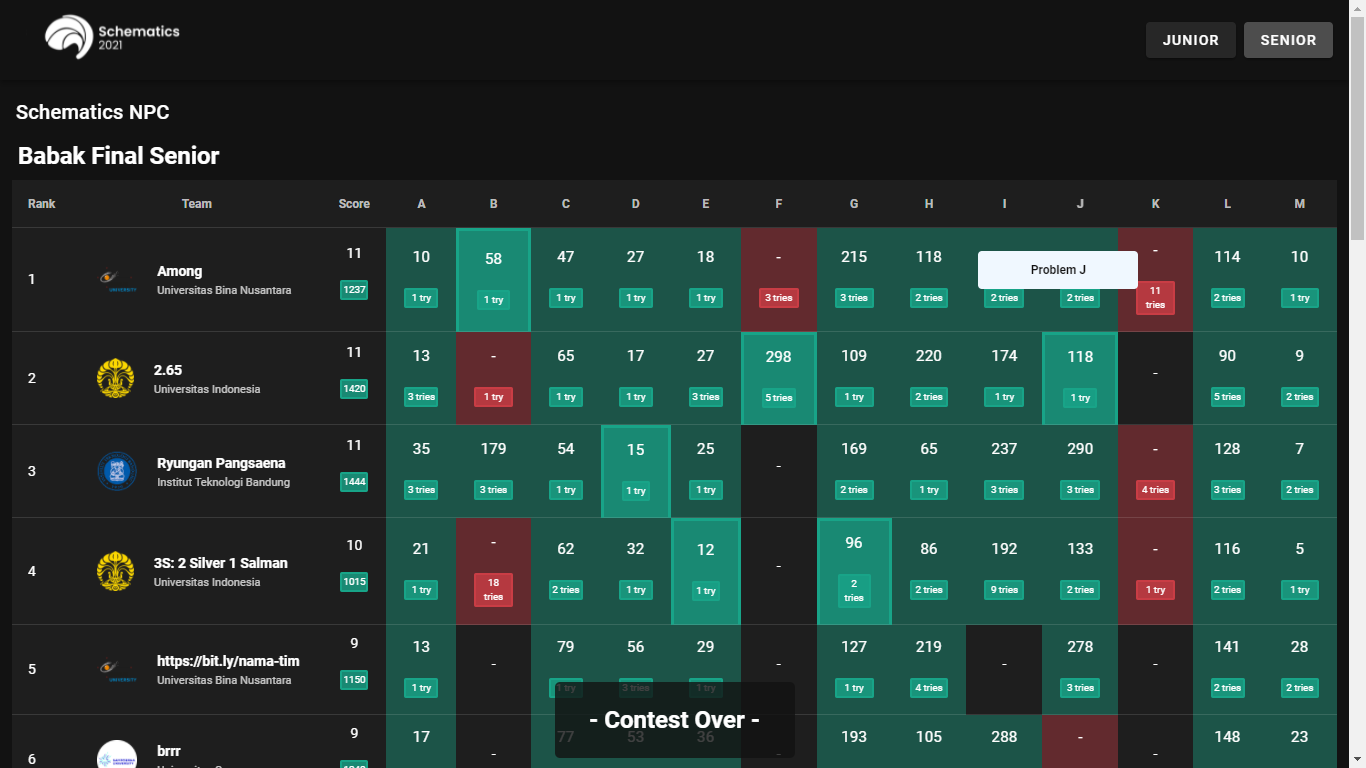 Schematics
2021
JUNIOR SENIOR
Schematics NPC
Babak Final Senior
Rank Team Score A B C D E F G H I J K L M
1 Among Universitas Bina Nusantara 11 1237
10 58 47 27 18 - 215 118 - 114 10
1 try 1 try 1 try 1 try 1 try 3 tries 3 tries 2 tries 2 tries 2 tries 11 tries 2 tries 1 try
Problem J
2 2.65 Universitas Indonesia 11 1420
13 - 65 17 27 298 109 220 174 118 - 90 9
3 tries 1 try 1 try 1 try 3 tries 5 tries 1 try 2 tries 1 try 1 try 5 tries 2 tries
3 Ryungan Pangsaena Institut Teknologi Bandung 11 1444
35 179 54 15 25 - 169 65 237 290 - 128 7
3 tries 3 tries 1 try 1 try 1 try 2 tries 1 try 3 tries 3 tries 4 tries 3 tries 2 tries
4 3S: 2 Silver 1 Salman Universitas Indonesia 10 1015
21 - 62 32 12 - 96 86 192 133 - 116 5
1 try 18 tries 2 tries 1 try 1 try 2 tries 2 tries 9 tries 2 tries 1 try 2 tries 1 try
5 https://bit.ly/nama-tim Universitas Bina Nusantara 9 1150
13 - 79 56 29 - 127 219 - 278 - 141 28
1 try 1 try 3 tries 1 try 1 try 4 tries 3 tries 2 tries 2 tries
- Contest Over -
6 brrr 9
17 - 77 53 36 - 193 105 288 - - 148 23